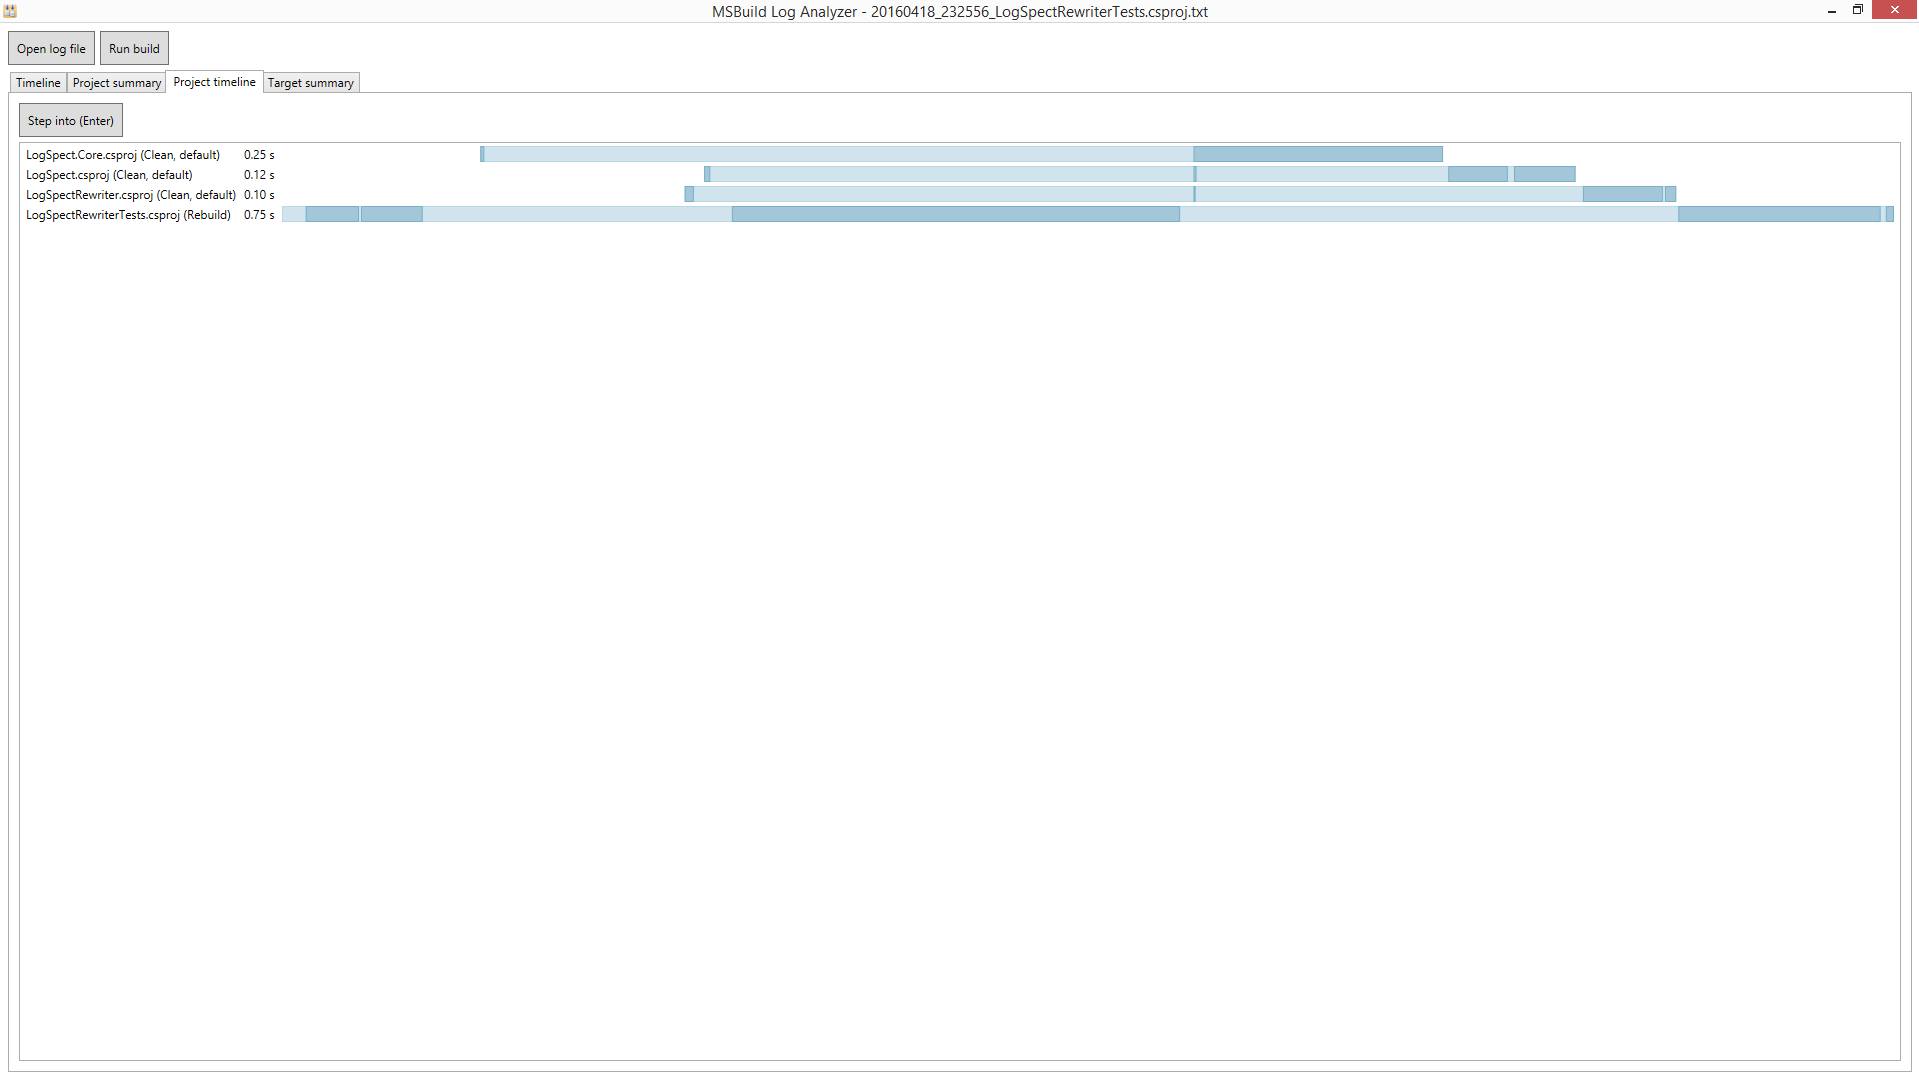 MSBuild Log Analyzer - 20160418_232556_LogSpectRewriterTests.csproj.txt
Open log file Run build
Timeline Project summary Project timeline Target summary
Step into (Enter)
LogSpect.Core.csproj (Clean, default) 0.25 s
LogSpect.csproj (Clean, default) 0.12 s
LogSpectRewriter.csproj (Clean, default) 0.10 s
LogSpectRewriterTests.csproj (Rebuild) 0.75 s